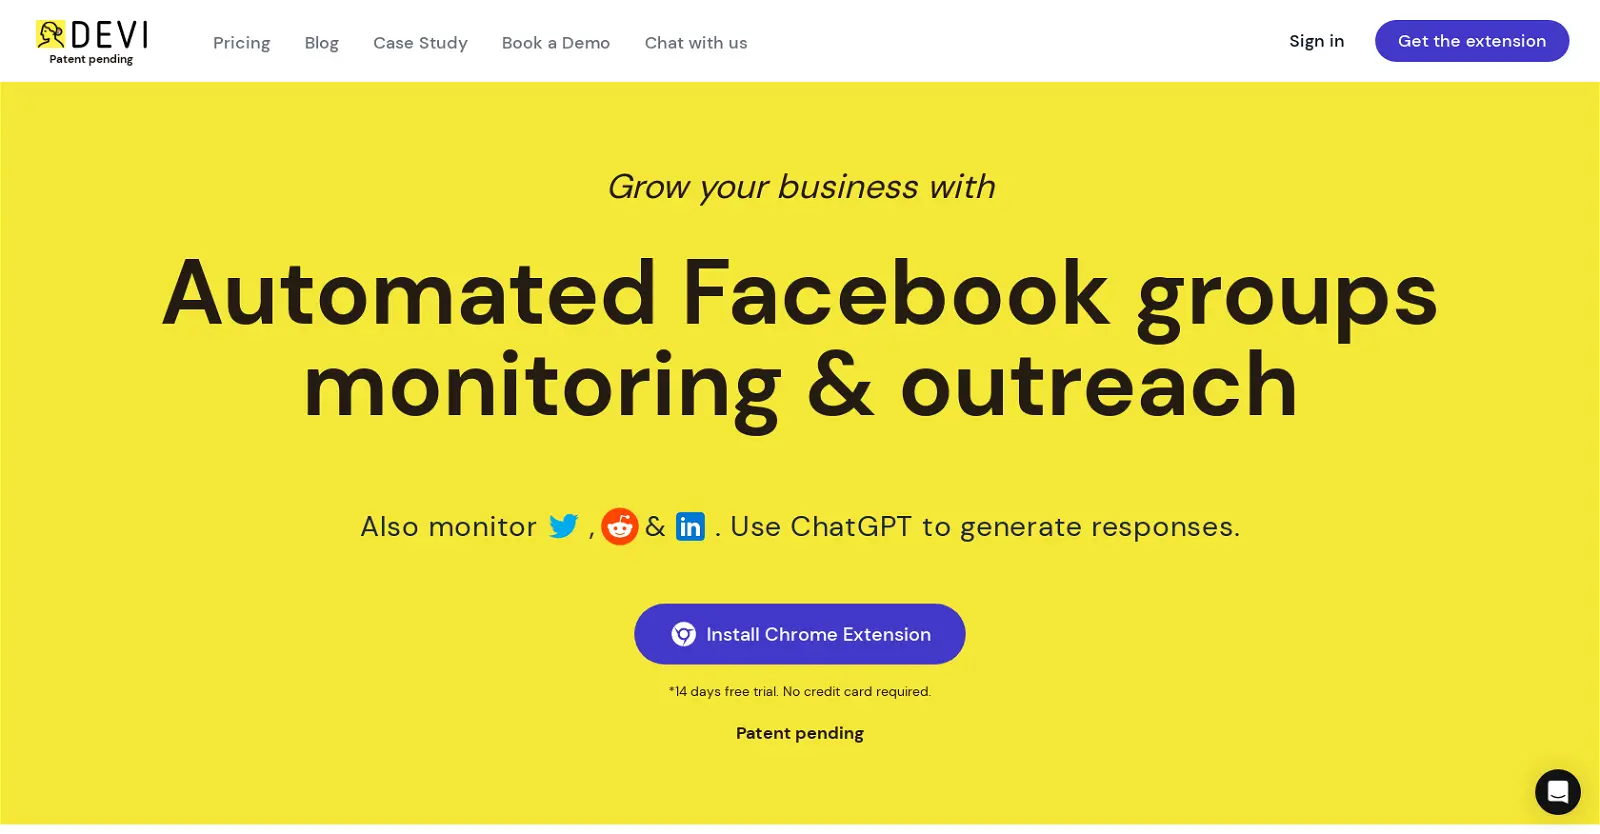 DEVI
Patent pending
Pricing Blog Case Study Book a Demo Chat with us
Sign in Get the extension
Grow your business with
Automated Facebook groups
monitoring & outreach
Also monitor , & in . Use ChatGPT to generate responses.
Install Chrome Extension
*14 days free trial. No credit card required.
Patent pending